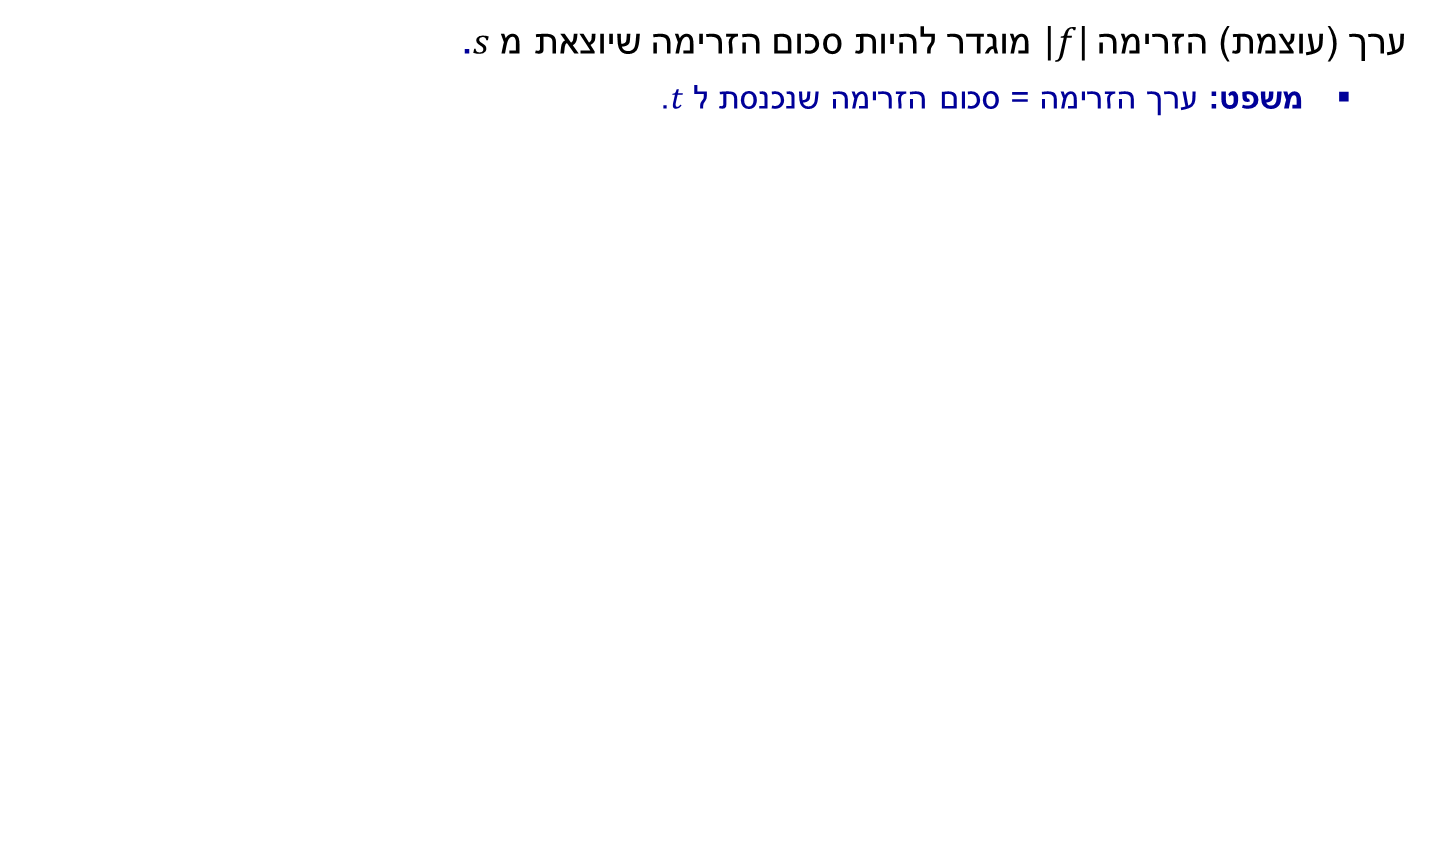 ערך (עוצמת) הזרימה |f| מוגדר להיות סכום הזרימה שיוצאת מ s.
▪ משפט: ערך הזרימה = סכום הזרימה שנכנסת ל t.